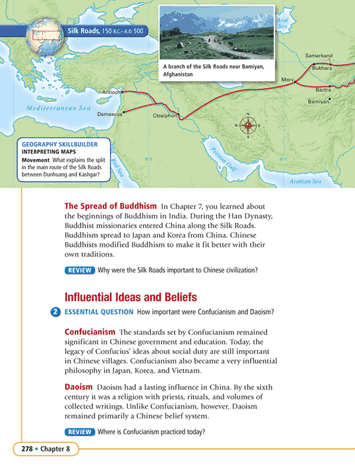 Silk Roads, 150 B.C.–A.D. 500
Aral
Sea
A branch of the Silk Roads near Bamiyan,
Afghanistan
Samarkand
Bukhara
Merv
Bactra
Bamiyan
Antioch
Mediterranean Sea
Damascus
Ctesiphon
N
W
E
S
GEOGRAPHY SKILLBUILDER
INTERPRETING MAPS
Movement What explains the split
in the main route of the Silk Roads
between Dunhuang and Kashgar?
Red Sea
Persian Gulf
Arabian Sea
The Spread of Buddhism In Chapter 7, you learned about
the beginnings of Buddhism in India. During the Han Dynasty,
Buddhist missionaries entered China along the Silk Roads.
Buddhism spread to Japan and Korea from China. Chinese
Buddhists modified Buddhism to make it fit better with their
own traditions.
REVIEW Why were the Silk Roads important to Chinese civilization?
Influential Ideas and Beliefs
2 ESSENTIAL QUESTION How important were Confucianism and Daoism?
Confucianism The standards set by Confucianism remained
significant in Chinese government and education. Today, the
legacy of Confucius' ideas about social duty are still important
in Chinese villages. Confucianism also became a very influential
philosophy in Japan, Korea, and Vietnam.
Daoism Daoism had a lasting influence in China. By the sixth
century it was a religion with priests, rituals, and volumes of
collected writings. Unlike Confucianism, however, Daoism
remained primarily a Chinese belief system.
REVIEW Where is Confucianism practiced today?
278 • Chapter 8